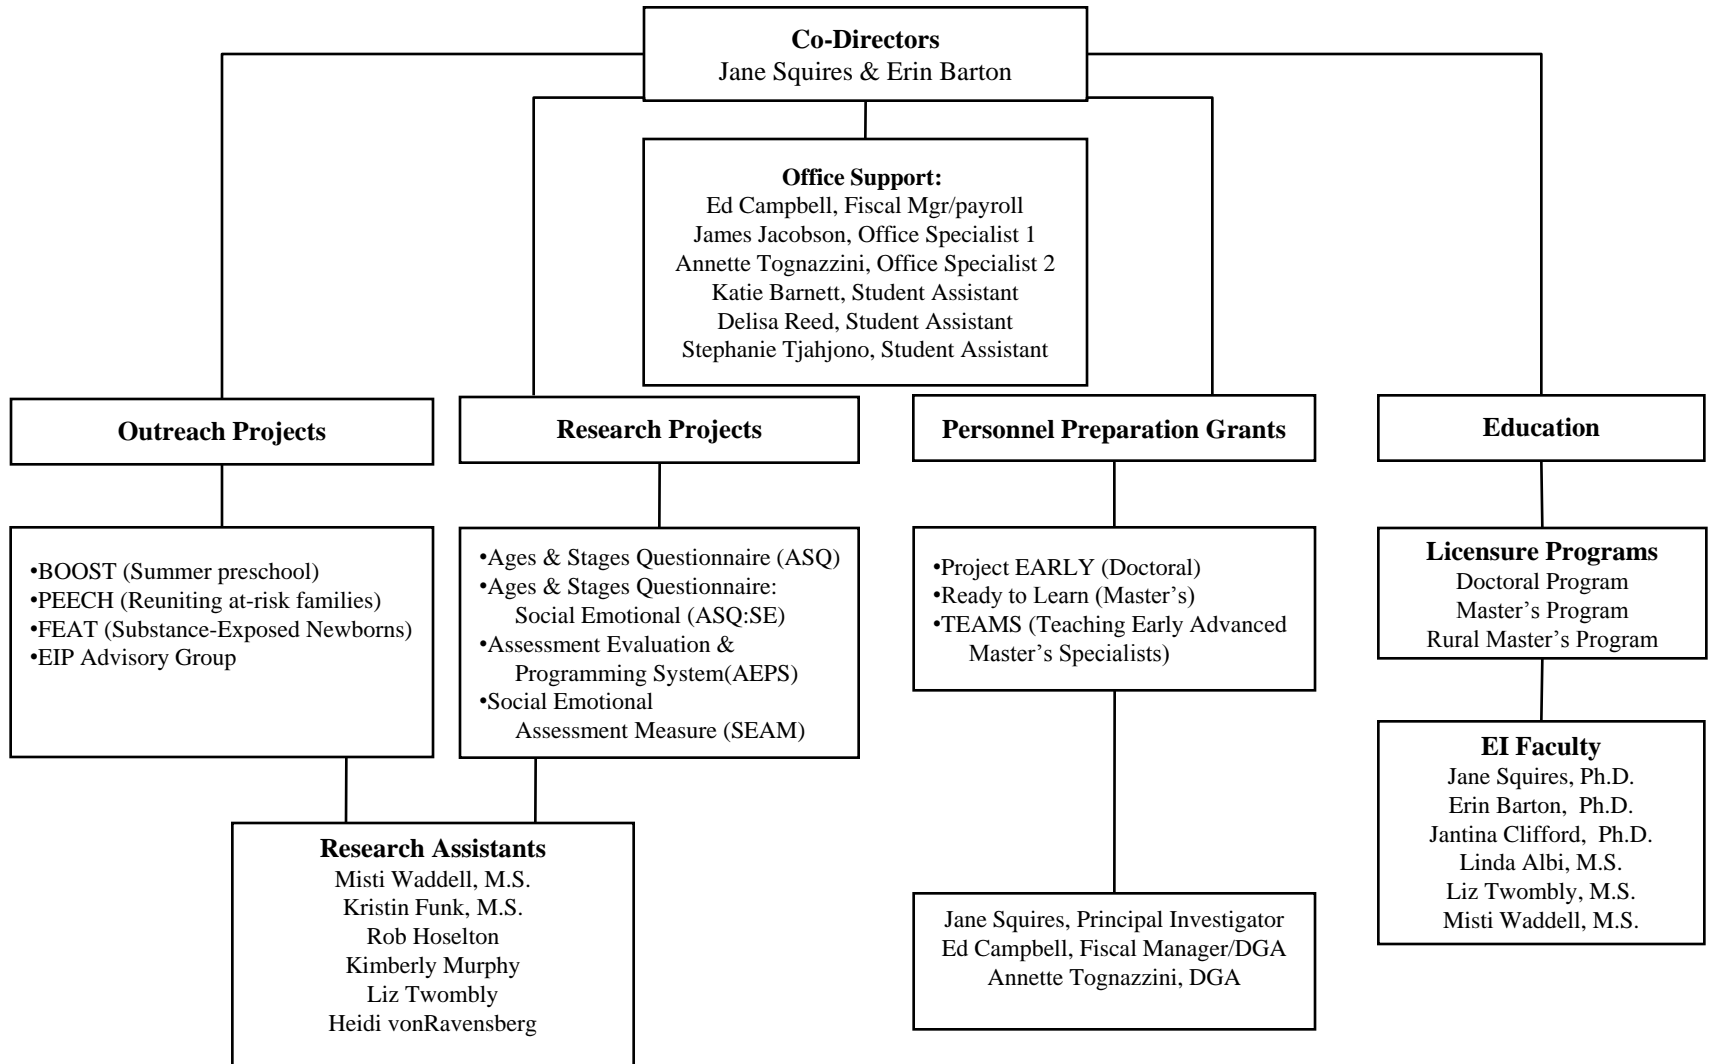 Co-Directors
Jane Squires & Erin Barton
Office Support:
Ed Campbell, Fiscal Mgr/payroll
James Jacobson, Office Specialist 1
Annette Tognazzini, Office Specialist 2
Katie Barnett, Student Assistant
Delisa Reed, Student Assistant
Stephanie Tjahjono, Student Assistant
Outreach Projects
Research Projects
Personnel Preparation Grants
Education
•BOOST (Summer preschool)
•PEECH (Reuniting at-risk families)
•FEAT (Substance-Exposed Newborns)
•EIP Advisory Group
•Ages & Stages Questionnaire (ASQ)
•Ages & Stages Questionnaire:
Social Emotional (ASQ:SE)
•Assessment Evaluation &
Programming System(AEPS)
•Social Emotional
Assessment Measure (SEAM)
•Project EARLY (Doctoral)
•Ready to Learn (Master’s)
•TEAMS (Teaching Early Advanced
Master’s Specialists)
Licensure Programs
Doctoral Program
Master’s Program
Rural Master’s Program
EI Faculty
Jane Squires, Ph.D.
Erin Barton,  Ph.D.
Jantina Clifford,  Ph.D.
Linda Albi, M.S.
Liz Twombly, M.S.
Misti Waddell, M.S.
Research Assistants
Misti Waddell, M.S.
Kristin Funk, M.S.
Rob Hoselton
Kimberly Murphy
Liz Twombly
Heidi vonRavensberg
Jane Squires, Principal Investigator
Ed Campbell, Fiscal Manager/DGA
Annette Tognazzini, DGA